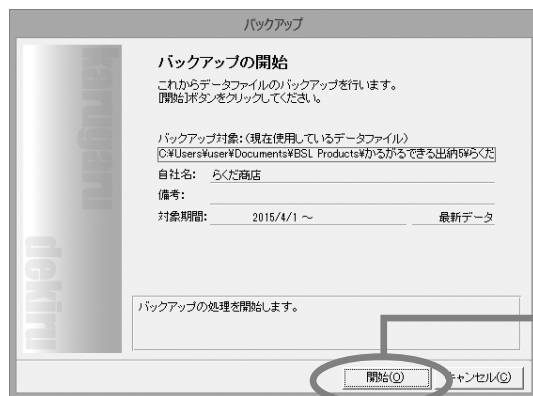 バックアップ
バックアップの開始
これからデータファイルのバックアップを行います。
[開始]ボタンをクリックしてください。
バックアップ対象:(現在使用しているデータファイル)
C:¥Users¥user¥Documents¥BSL Products¥かるがるできる出納5¥らくだ
自社名: らくだ商店
備考:
対象期間: 2015/4/1 ~ 最新データ
バックアップの処理を開始します。
開始(O) キャンセル(C)
karugaru
dekiru